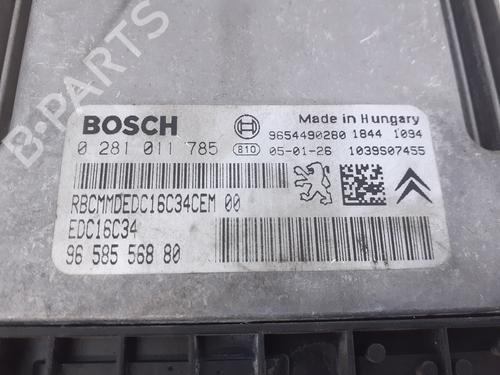 B-PARTS
BOSCH
Made in Hungary
9654490280 1844 1094
0 281 011 785
B10 05-01-26 1039S07455
RBCMMDEDC16C34CEM 00
EDC16C34
96 585 568 80